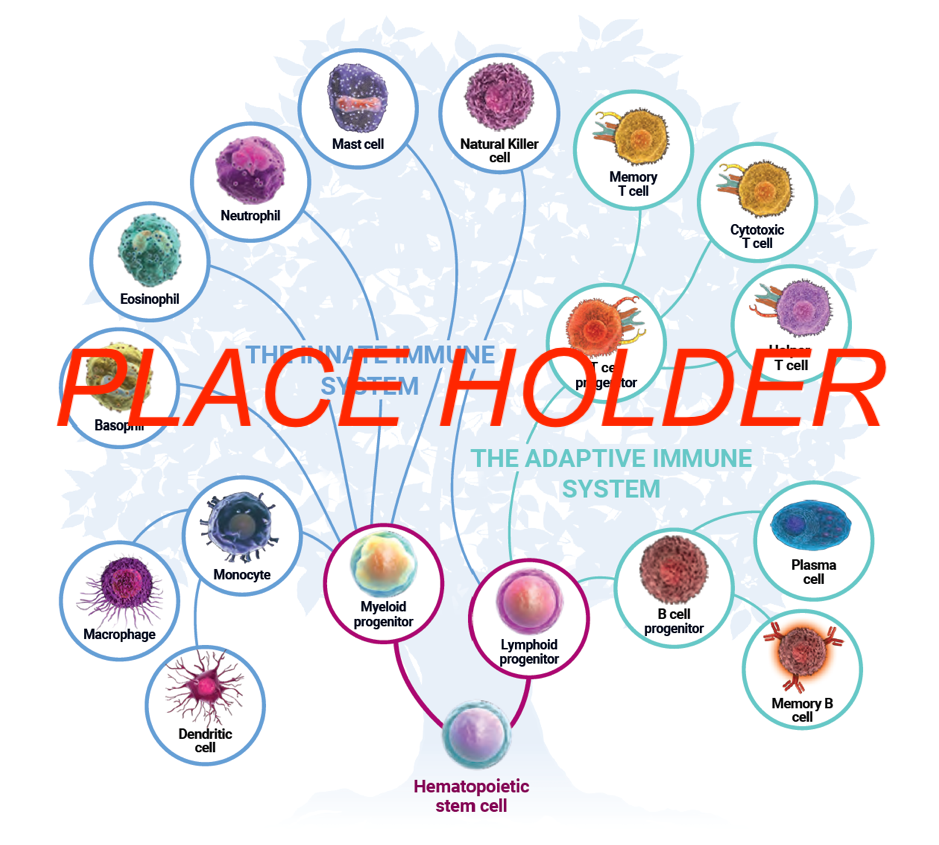 Mast cell
Natural Killer
cell
Memory
T cell
Neutrophil
Cytotoxic
T cell
Eosinophil
Helper
T cell
THE INNATE IMMUNE
SYSTEM
T cell
progenitor
PLACE HOLDER
Basophil
THE ADAPTIVE IMMUNE
SYSTEM
Monocyte
Plasma
cell
Myeloid
progenitor
B cell
progenitor
Macrophage
Lymphoid
progenitor
Memory B
cell
Dendritic
cell
Hematopoietic
stem cell